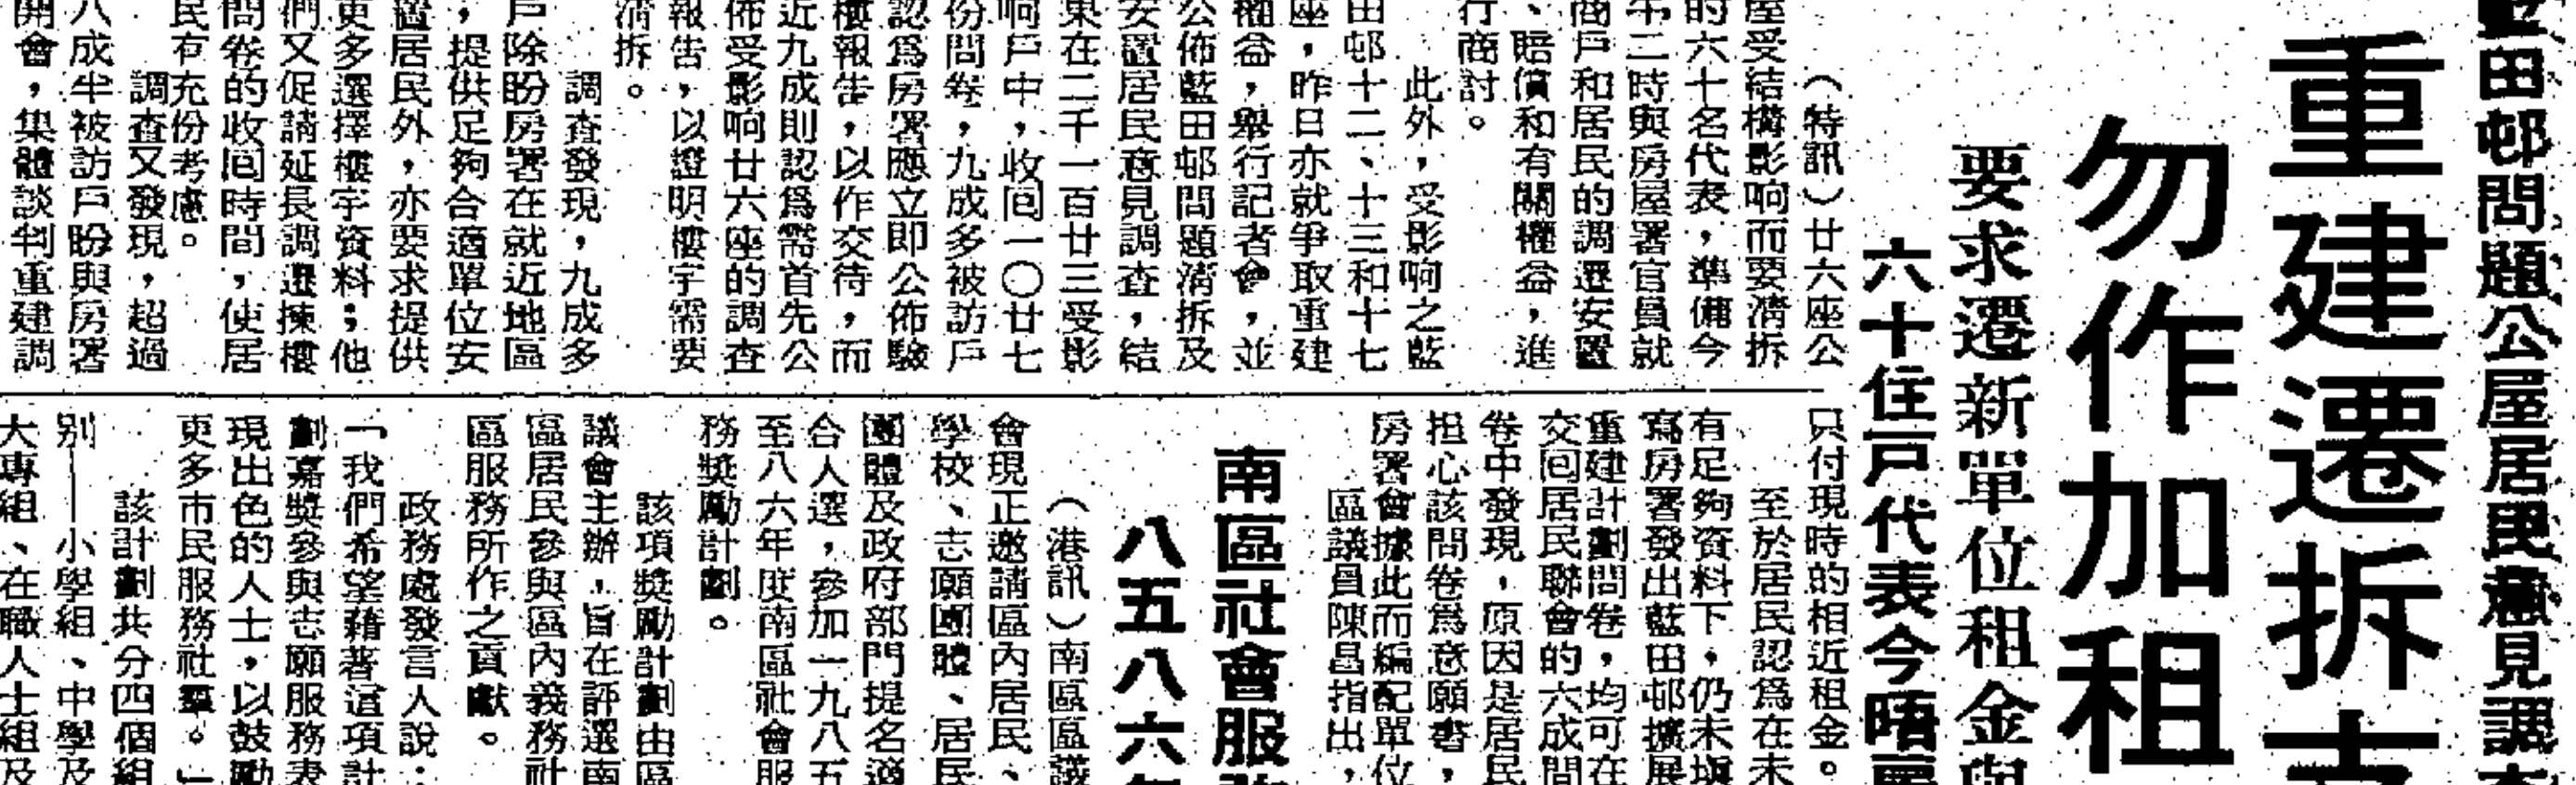 藍田邨問題公屋居民意見調
重建遷拆
勿作加租
要求遷新單位租金與
六十住戶代表今晤房
（特訊）廿六座公
屋受結構影响而要清拆
時六十名代表，準備今
午二時與房屋署官員就
商戶和居民的調遷安置
、賠償和有關權益，進
行商討。
此外，受影响之藍
田邨十二、十三和十七
座，昨日亦就爭取重建
權益，舉行記者會，並
公佈藍田邨問題清拆及
安置居民意見調查，結
果在二千一百廿三受影
响戶中，收回一〇廿七
份問卷，九成多被訪戶
認爲房署應立即公佈驗
樓報告，以作交待，而
近九成則認爲需首先公
佈受影响廿六座的調查
報告，以證明樓宇需要
清拆。
調查發現，九成多
戶除盼房署在就近地區
，提供足夠合適單位安
置居民外，亦要求提供
更多選擇樓宇資料；他
們又促請延長調遷揀樓
問卷的收回時間，使居
民有充份考慮。
調查又發現，超過
八成半被訪戶盼與房署
開會，集體談判重建調
只付現時的相近租金。
至於居民認爲在未
有足夠資料下，仍未填
寫房署發出藍田邨擴展
重建計劃問卷，均可在
交回居民聯會的六成問
卷中發現，原因是居民
担心該問卷爲意願書，
房署會據此而編配單位
區議員陳昌指出，
南區社會服務
八五八六年
（港訊）南區區議
會現正邀請區內居民、
學校、志願團體、居民
團體及政府部門提名適
合人選，參加一九八五
至八六年度南區社會服
務獎勵計劃。
該項獎勵計劃由區
議會主辦，旨在評選南
區居民參與區內義務社
區服務所作之貢獻。
政務處發言人說：
「我們希望藉著這項計
劃嘉獎參與志願服務表
現出色的人士，以鼓勵
更多市民服務社羣。」
該計劃共分四個組
别——小學組、中學及
大專組、在職人士組及